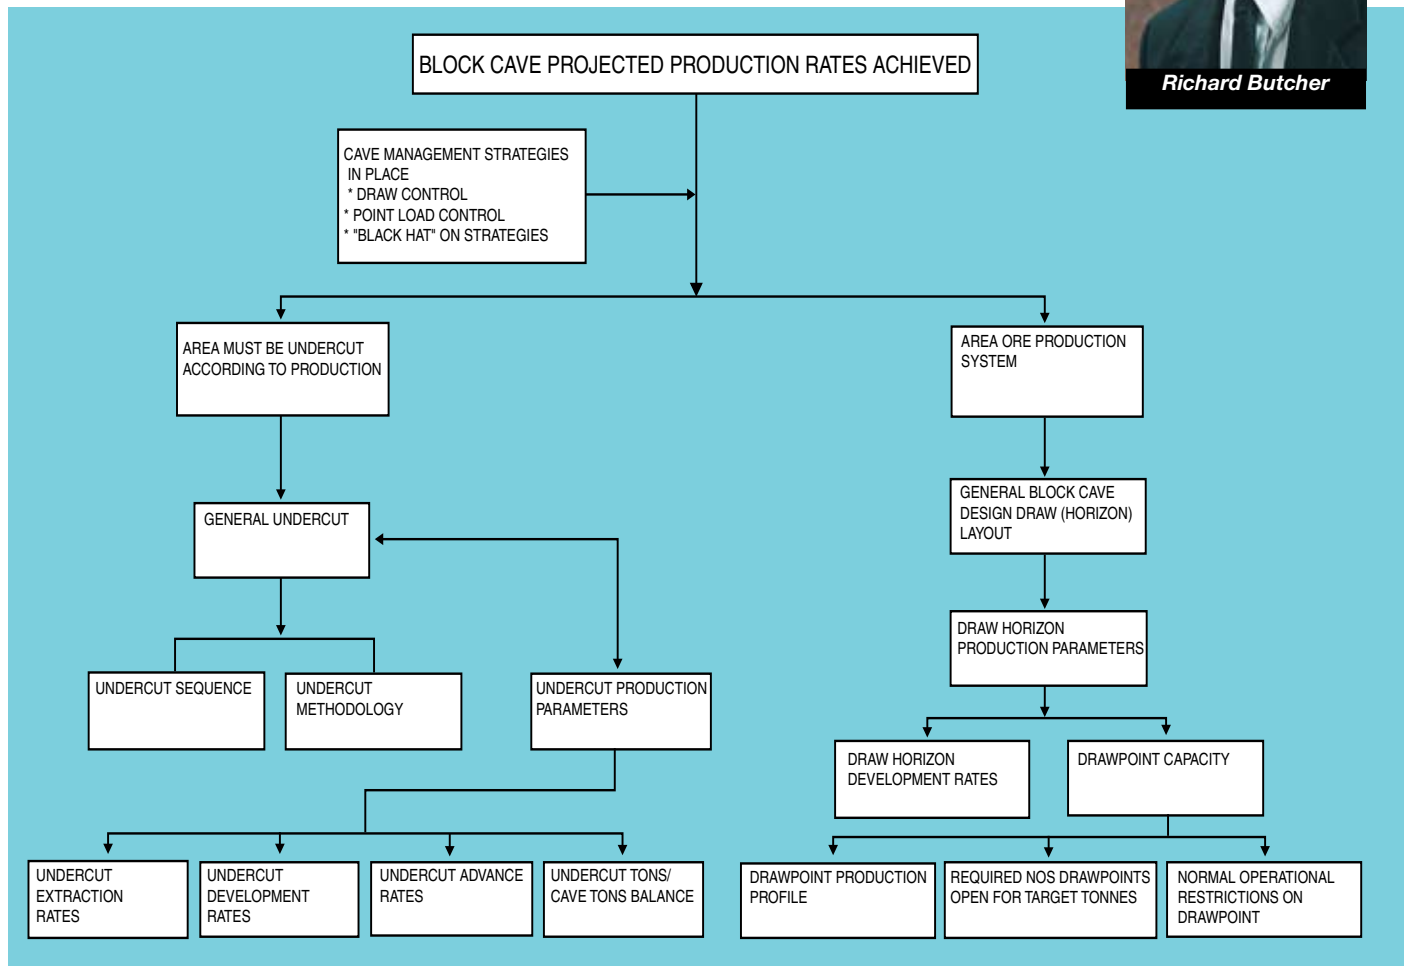 BLOCK CAVE PROJECTED PRODUCTION RATES ACHIEVED
Richard Butcher
CAVE MANAGEMENT STRATEGIES
IN PLACE
* DRAW CONTROL
* POINT LOAD CONTROL
* "BLACK HAT" ON STRATEGIES
AREA MUST BE UNDERCUT
ACCORDING TO PRODUCTION
AREA ORE PRODUCTION
SYSTEM
GENERAL UNDERCUT
GENERAL BLOCK CAVE
DESIGN DRAW (HORIZON)
LAYOUT
DRAW HORIZON
PRODUCTION PARAMETERS
UNDERCUT SEQUENCE
UNDERCUT
METHODOLOGY
UNDERCUT PRODUCTION
PARAMETERS
DRAW HORIZON
DEVELOPMENT RATES
DRAWPOINT CAPACITY
UNDERCUT
EXTRACTION
RATES
UNDERCUT
DEVELOPMENT
RATES
UNDERCUT ADVANCE
RATES
UNDERCUT TONS/
CAVE TONS BALANCE
DRAWPOINT PRODUCTION
PROFILE
REQUIRED NOS DRAWPOINTS
OPEN FOR TARGET TONNES
NORMAL OPERATIONAL
RESTRICTIONS ON
DRAWPOINT